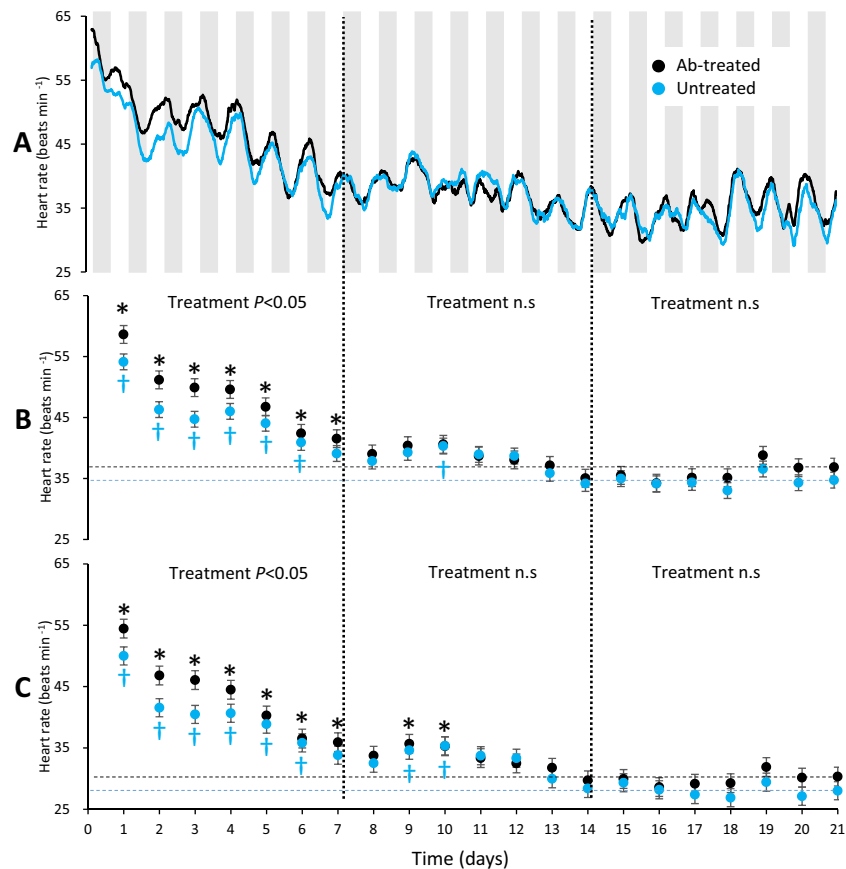 65
55
45
35
25
Heart rate (beats min -1)
A
Ab-treated
Untreated
65
55
45
35
25
Heart rate (beats min -1)
B
Treatment P<0.05
Treatment n.s
Treatment n.s
* * * * * * *
† † † † † † †
65
55
45
35
25
Heart rate (beats min -1)
C
Treatment P<0.05
Treatment n.s
Treatment n.s
* * * * * * * * *
† † † † † † † †
0 1 2 3 4 5 6 7 8 9 10 11 12 13 14 15 16 17 18 19 20 21
Time (days)